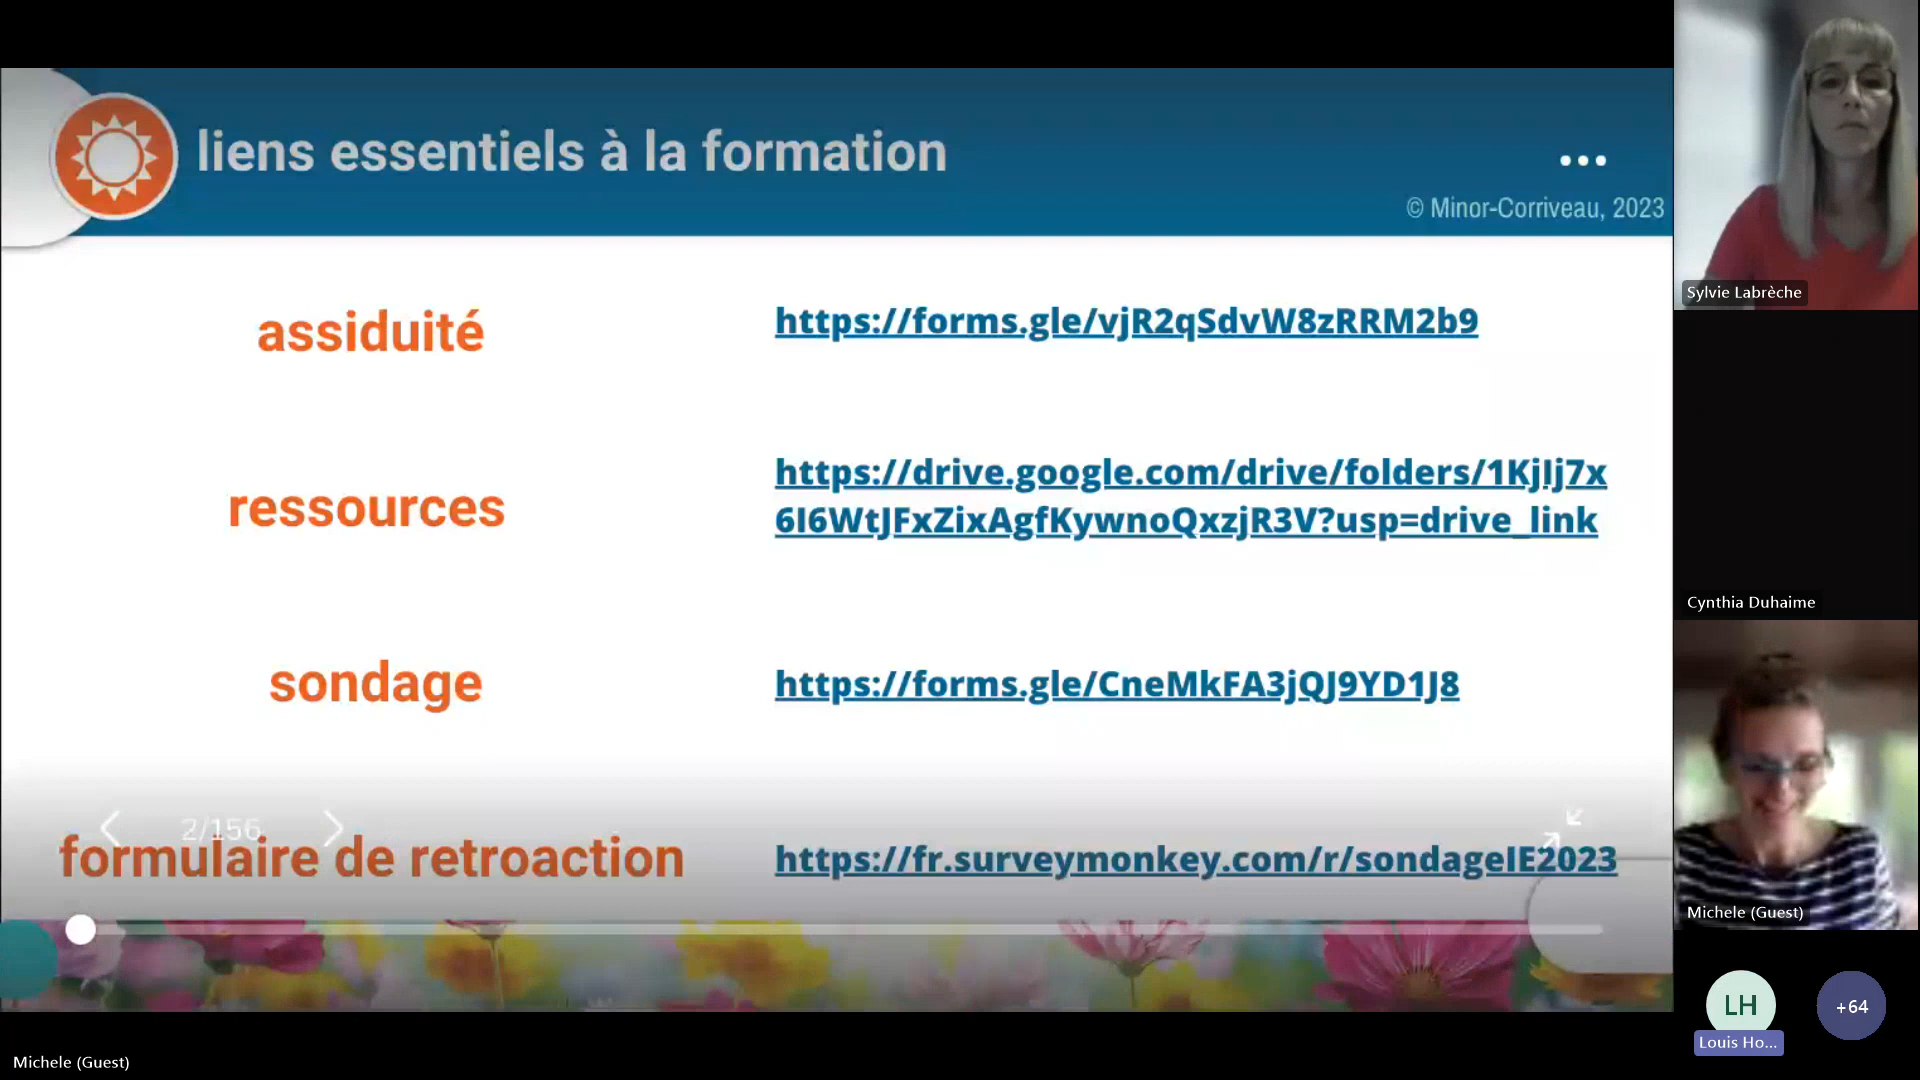 liens essentiels à la formation
© Minor-Corriveau, 2023
assiduité
https://forms.gle/vjR2qSdvW8zRRM2b9
ressources
https://drive.google.com/drive/folders/1KjIj7x
6I6WtJFxZixAgfKywnoQxzjR3V?usp=drive_link
sondage
https://forms.gle/CneMkFA3jQJ9YD1J8
2/156
formulaire de retroaction
https://fr.surveymonkey.com/r/sondageIE2023
Sylvie Labrèche
Cynthia Duhaime
Michele (Guest)
LH
+64
Louis Ho...
Michele (Guest)